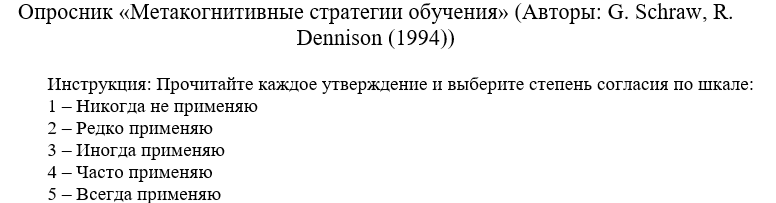 Опросник «Метакогнитивные стратегии обучения» (Авторы: G. Schraw, R.
Dennison (1994))
Инструкция: Прочитайте каждое утверждение и выберите степень согласия по шкале:
1 – Никогда не применяю
2 – Редко применяю
3 – Иногда применяю
4 – Часто применяю
5 – Всегда применяю